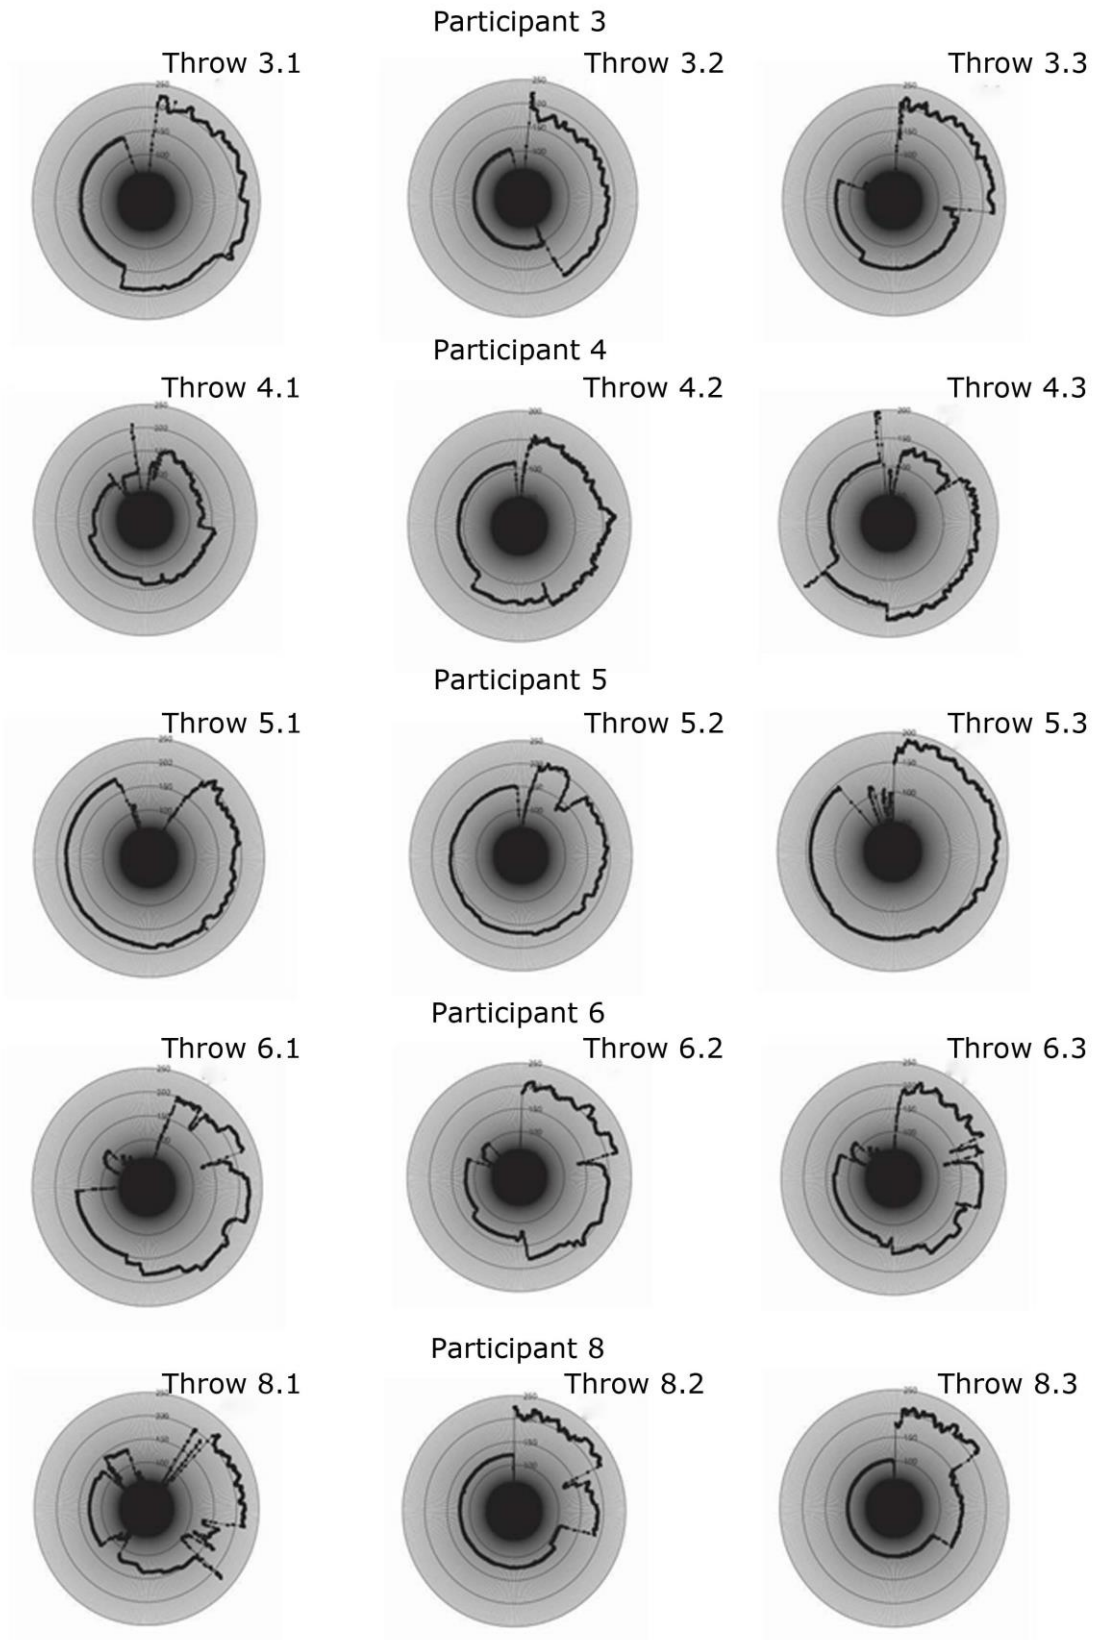 Participant 3
Throw 3.1 Throw 3.2 Throw 3.3
Participant 4
Throw 4.1 Throw 4.2 Throw 4.3
Participant 5
Throw 5.1 Throw 5.2 Throw 5.3
Participant 6
Throw 6.1 Throw 6.2 Throw 6.3
Participant 8
Throw 8.1 Throw 8.2 Throw 8.3